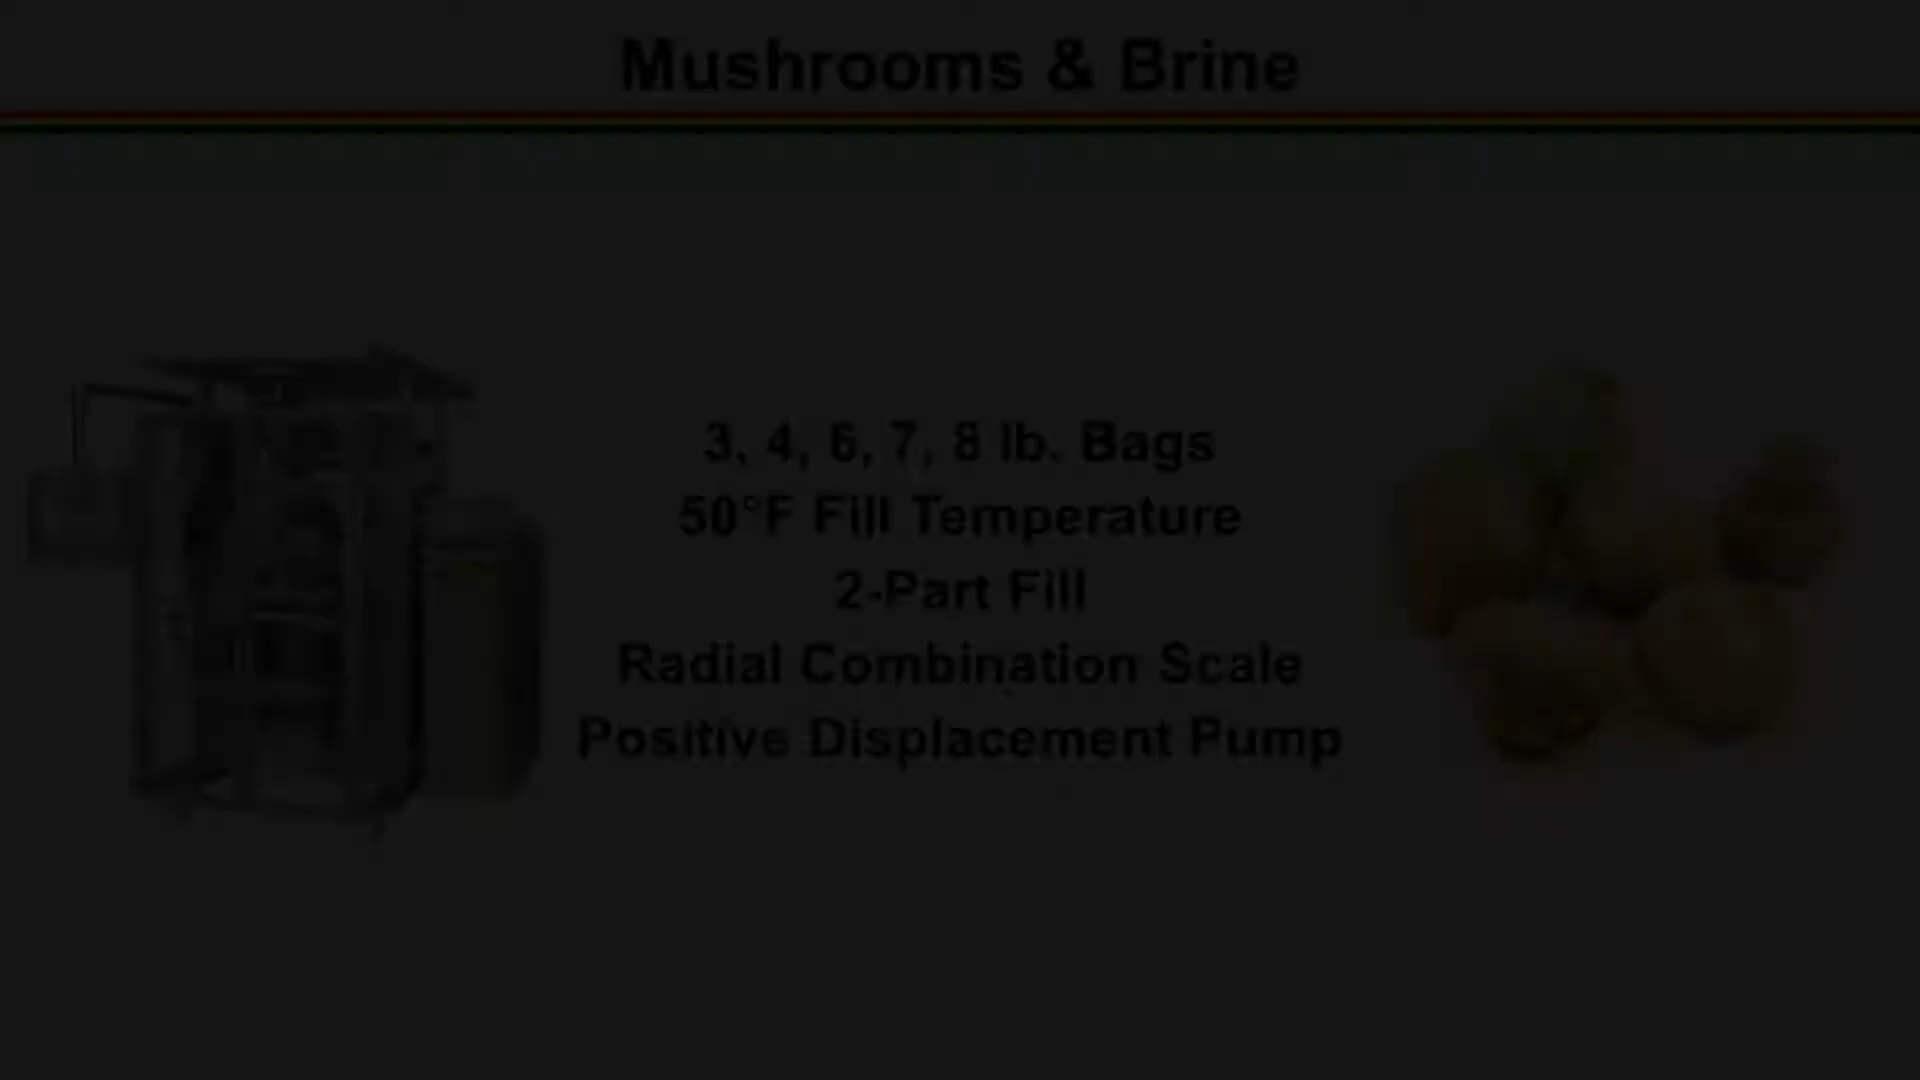 Mushrooms & Brine
3, 4, 6, 7, 8 lb. Bags
50°F Fill Temperature
2-Part Fill
Radial Combination Scale
Positive Displacement Pump